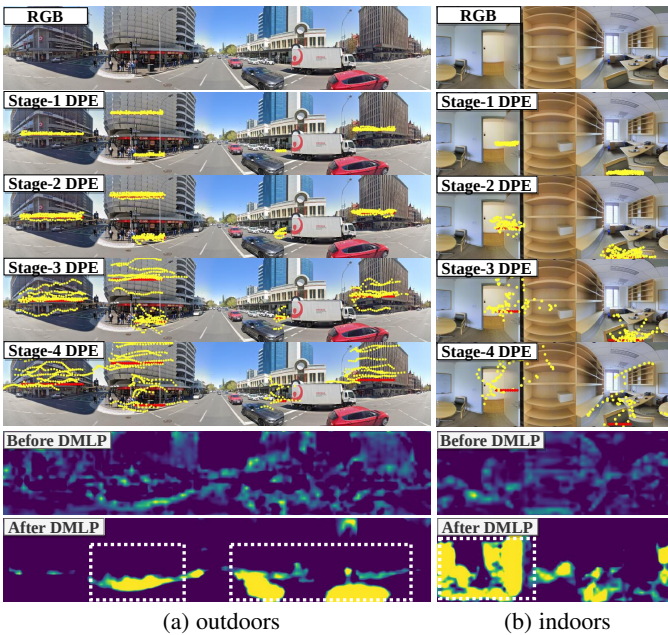 RGB
Stage-1 DPE
Stage-2 DPE
Stage-3 DPE
Stage-4 DPE
Before DMLP
After DMLP
(a) outdoors
RGB
Stage-1 DPE
Stage-2 DPE
Stage-3 DPE
Stage-4 DPE
Before DMLP
After DMLP
(b) indoors